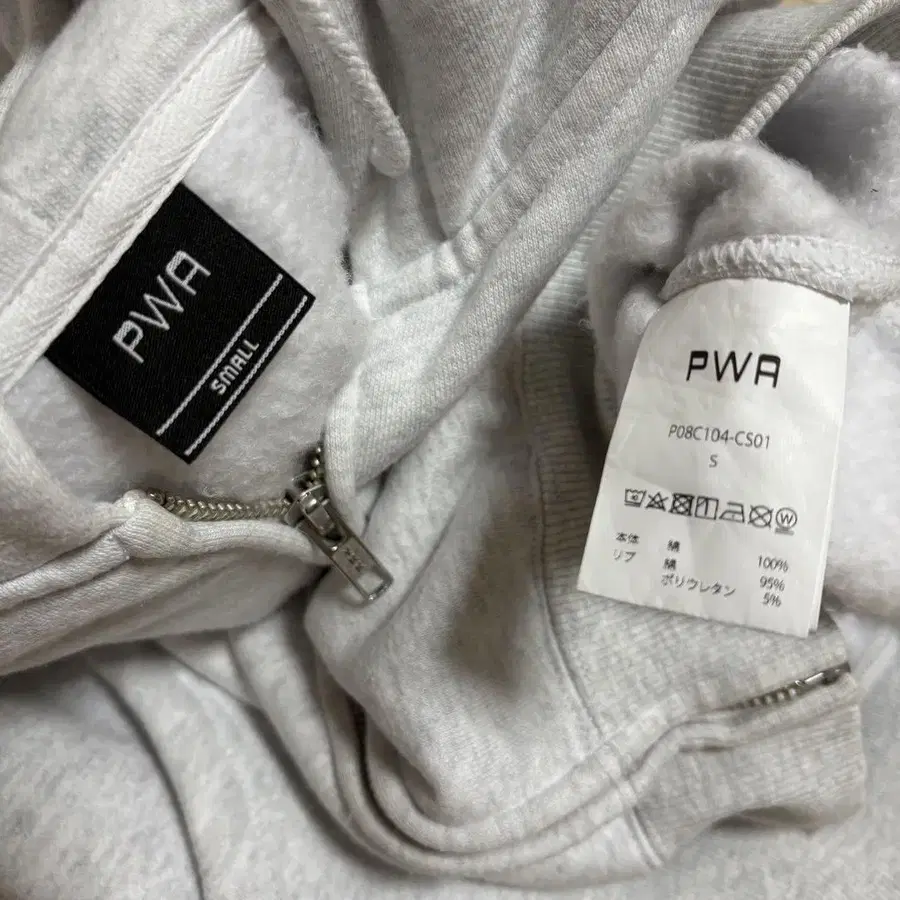 PWA
SMALL
PWA
P08C104-CS01
S
本体 綿 100%
リブ 綿 95%
ポリウレタン 5%